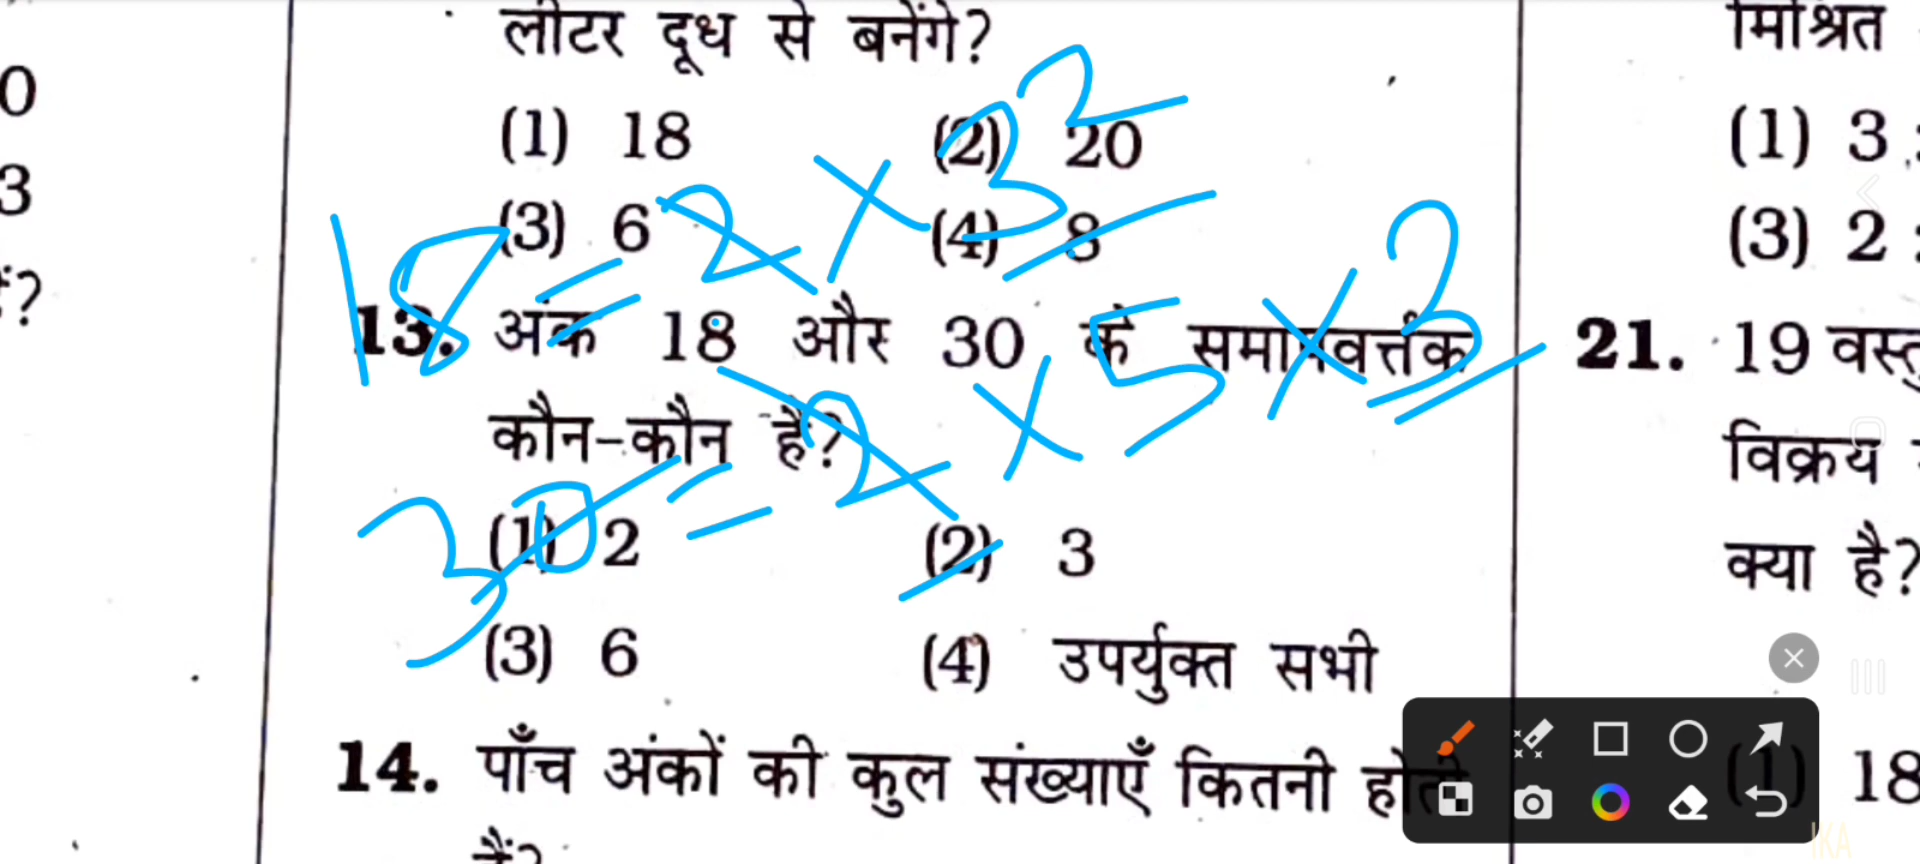 0
3
हैं?
लीटर दूध से बनेंगे?
(1) 18 (2) 20
(3) 6 (4) 8
13. अंक 18 और 30 के समापवर्त्तक
कौन-कौन हैं?
(1) 2 (2) 3
(3) 6 (4) उपर्युक्त सभी
14. पाँच अंकों की कुल संख्याएँ कितनी होती
हैं?
18 = 2 × 3²
30 = 2 × 5 × 3
मिश्रित
(1) 3 :
(3) 2 :
21. 19
विक्रय
क्या है?
(1) 18